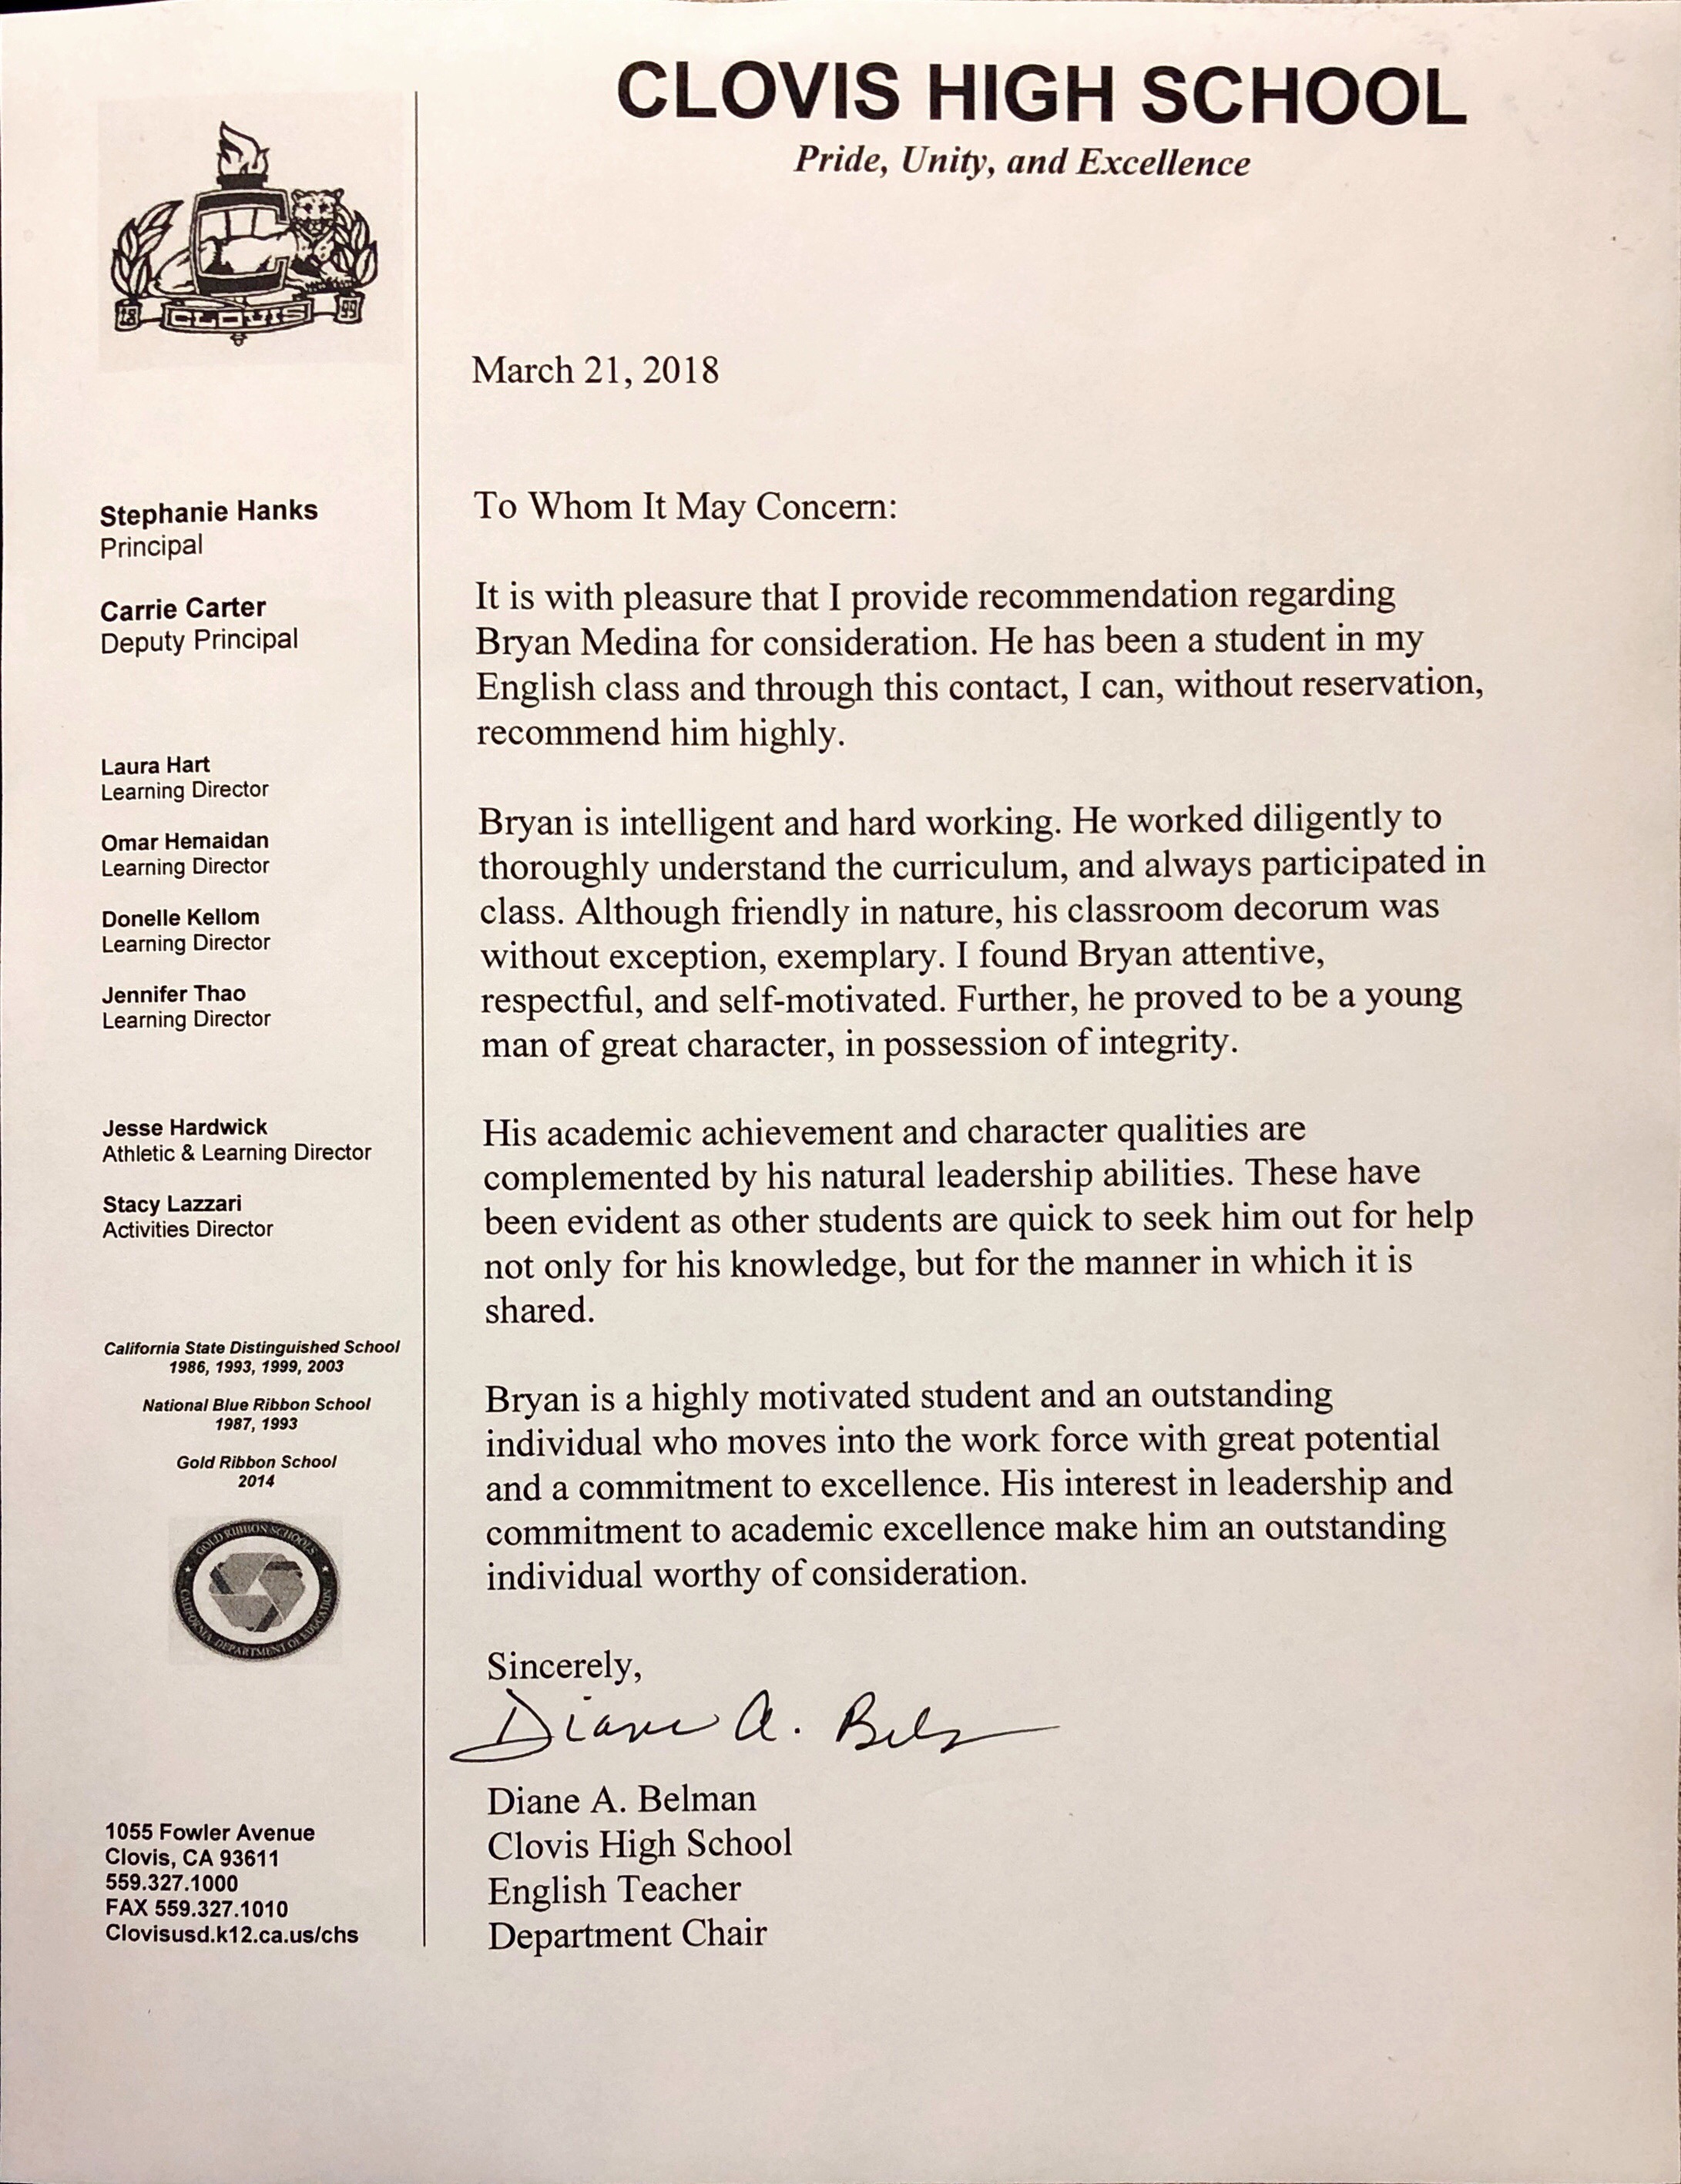 CLOVIS HIGH SCHOOL
Pride, Unity, and Excellence
18 CLOVIS 99
Stephanie Hanks
Principal
Carrie Carter
Deputy Principal
Laura Hart
Learning Director
Omar Hemaidan
Learning Director
Donelle Kellom
Learning Director
Jennifer Thao
Learning Director
Jesse Hardwick
Athletic & Learning Director
Stacy Lazzari
Activities Director
California State Distinguished School
1986, 1993, 1999, 2003
National Blue Ribbon School
1987, 1993
Gold Ribbon School
2014
GOLD RIBBON SCHOOLS
CALIFORNIA DEPARTMENT OF EDUCATION
1055 Fowler Avenue
Clovis, CA 93611
559.327.1000
FAX 559.327.1010
Clovisusd.k12.ca.us/chs
March 21, 2018
To Whom It May Concern:
It is with pleasure that I provide recommendation regarding
Bryan Medina for consideration. He has been a student in my
English class and through this contact, I can, without reservation,
recommend him highly.
Bryan is intelligent and hard working. He worked diligently to
thoroughly understand the curriculum, and always participated in
class. Although friendly in nature, his classroom decorum was
without exception, exemplary. I found Bryan attentive,
respectful, and self-motivated. Further, he proved to be a young
man of great character, in possession of integrity.
His academic achievement and character qualities are
complemented by his natural leadership abilities. These have
been evident as other students are quick to seek him out for help
not only for his knowledge, but for the manner in which it is
shared.
Bryan is a highly motivated student and an outstanding
individual who moves into the work force with great potential
and a commitment to excellence. His interest in leadership and
commitment to academic excellence make him an outstanding
individual worthy of consideration.
Sincerely,
Diane A. Bel
Diane A. Belman
Clovis High School
English Teacher
Department Chair